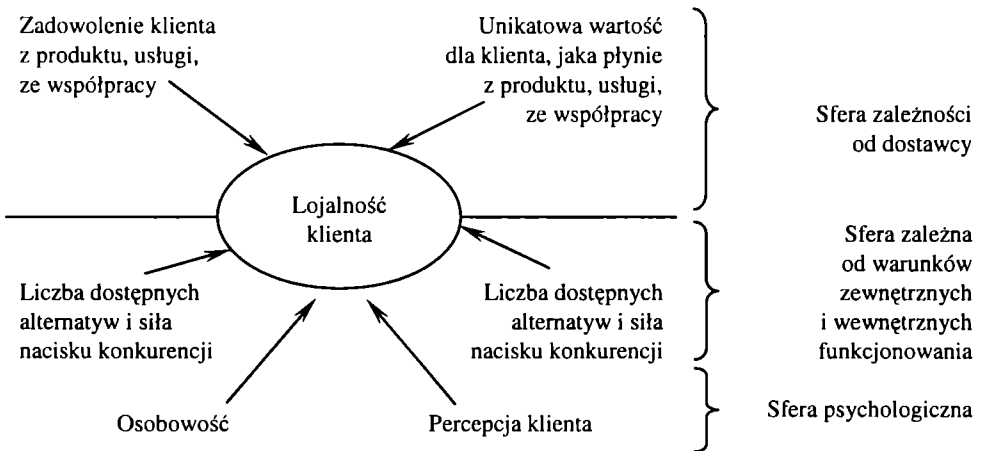 Zadowolenie klienta
z produktu, usługi,
ze współpracy
Unikatowa wartość
dla klienta, jaka płynie
z produktu, usługi,
ze współpracy
Sfera zależności
od dostawcy
Lojalność
klienta
Liczba dostępnych
alternatyw i siła
nacisku konkurencji
Liczba dostępnych
alternatyw i siła
nacisku konkurencji
Sfera zależna
od warunków
zewnętrznych
i wewnętrznych
funkcjonowania
Osobowość
Percepcja klienta
Sfera psychologiczna